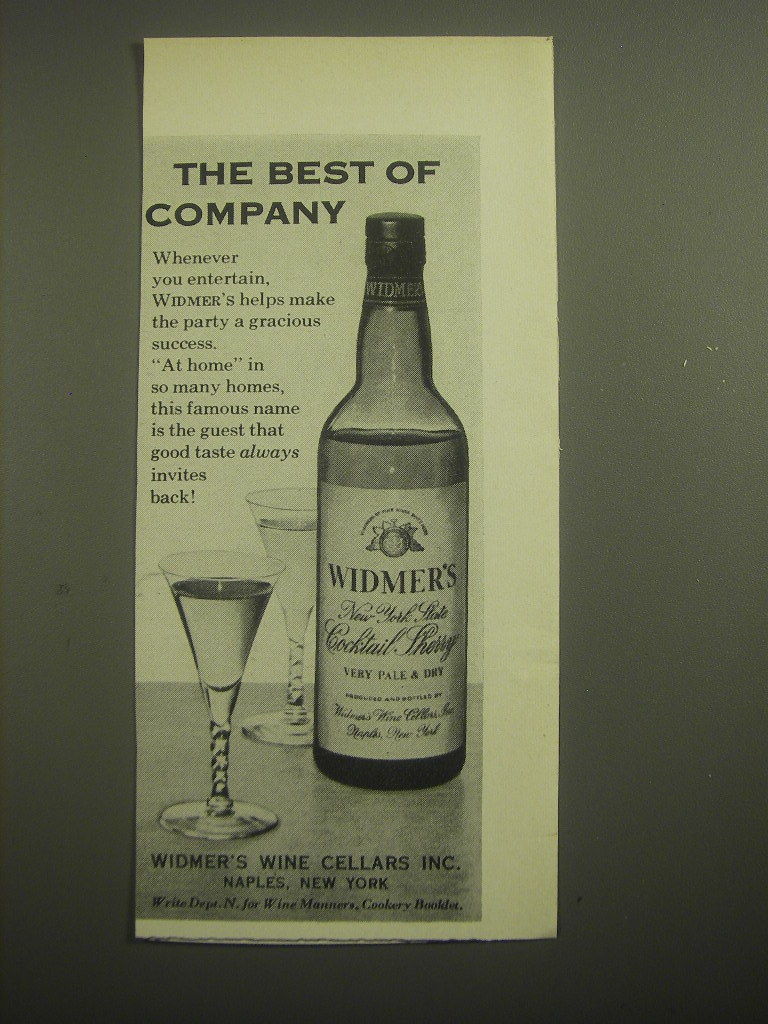 THE BEST OF
COMPANY
Whenever
you entertain,
WIDMER'S helps make
the party a gracious
success.
"At home" in
so many homes,
this famous name
is the guest that
good taste always
invites
back!
WIDMER'S
WIDMER'S
New York State
Cocktail Sherry
VERY PALE & DRY
PRODUCED AND BOTTLED BY
Widmer's Wine Cellars, Inc.
Naples, New York
WIDMER'S WINE CELLARS INC.
NAPLES, NEW YORK
Write Dept. N. for Wine Manners, Cookery Booklet.